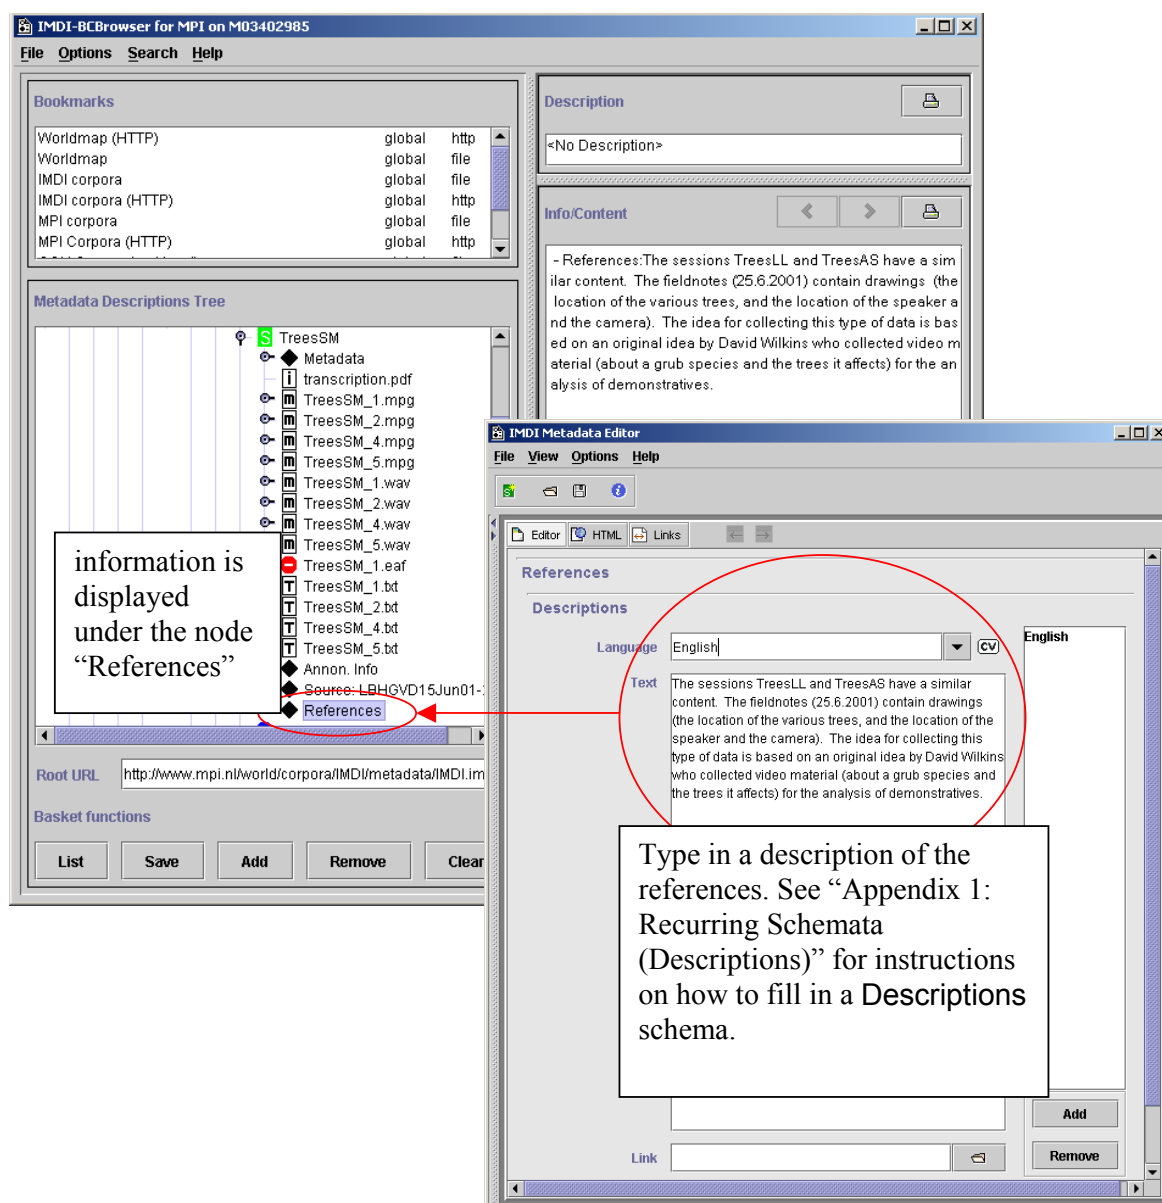 IMDI-BCBrowser for MPI on M03402985
File Options Search Help
Bookmarks
Worldmap (HTTP) global http
Worldmap global file
IMDI corpora global file
IMDI corpora (HTTP) global http
MPI corpora global file
MPI Corpora (HTTP) global http
Description
<No Description>
Info/Content
- References:The sessions TreesLL and TreesAS have a sim
ilar content. The fieldnotes (25.6.2001) contain drawings (the
location of the various trees, and the location of the speaker a
nd the camera). The idea for collecting this type of data is bas
ed on an original idea by David Wilkins who collected video m
aterial (about a grub species and the trees it affects) for the an
alysis of demonstratives.
Metadata Descriptions Tree
S TreesSM
Metadata
i transcription.pdf
m TreesSM_1.mpg
m TreesSM_2.mpg
m TreesSM_4.mpg
m TreesSM_5.mpg
m TreesSM_1.wav
m TreesSM_2.wav
m TreesSM_4.wav
m TreesSM_5.wav
TreesSM_1.eaf
T TreesSM_1.txt
T TreesSM_2.txt
T TreesSM_4.txt
T TreesSM_5.txt
Annon. Info
Source: LBHGVD15Jun01-
References
information is
displayed
under the node
“References”
Root URL http://www.mpi.nl/world/corpora/IMDI/metadata/IMDI.im
Basket functions
List Save Add Remove Clear
IMDI Metadata Editor
File View Options Help
Editor HTML Links
References
Descriptions
Language English CV
English
Text The sessions TreesLL and TreesAS have a similar
content. The fieldnotes (25.6.2001) contain drawings
(the location of the various trees, and the location of the
speaker and the camera). The idea for collecting this
type of data is based on an original idea by David Wilkins
who collected video material (about a grub species and
the trees it affects) for the analysis of demonstratives.
Type in a description of the
references. See “Appendix 1:
Recurring Schemata
(Descriptions)” for instructions
on how to fill in a Descriptions
schema.
Add
Link
Remove